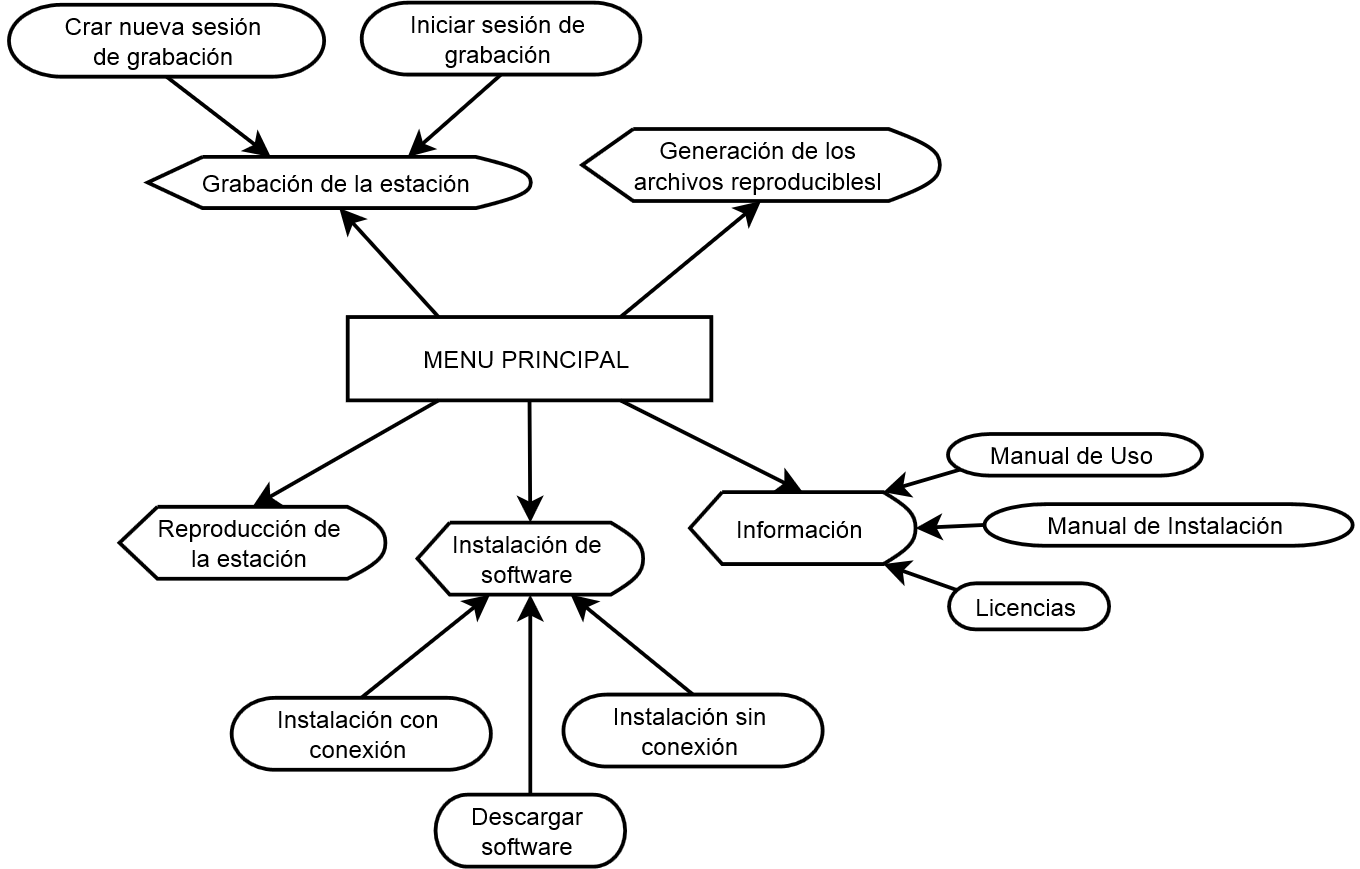 Crar nueva sesión
de grabación
Iniciar sesión de
grabación
Grabación de la estación
Generación de los
archivos reproduciblesl
MENU PRINCIPAL
Reproducción de
la estación
Instalación de
software
Información
Manual de Uso
Manual de Instalación
Licencias
Instalación con
conexión
Instalación sin
conexión
Descargar
software